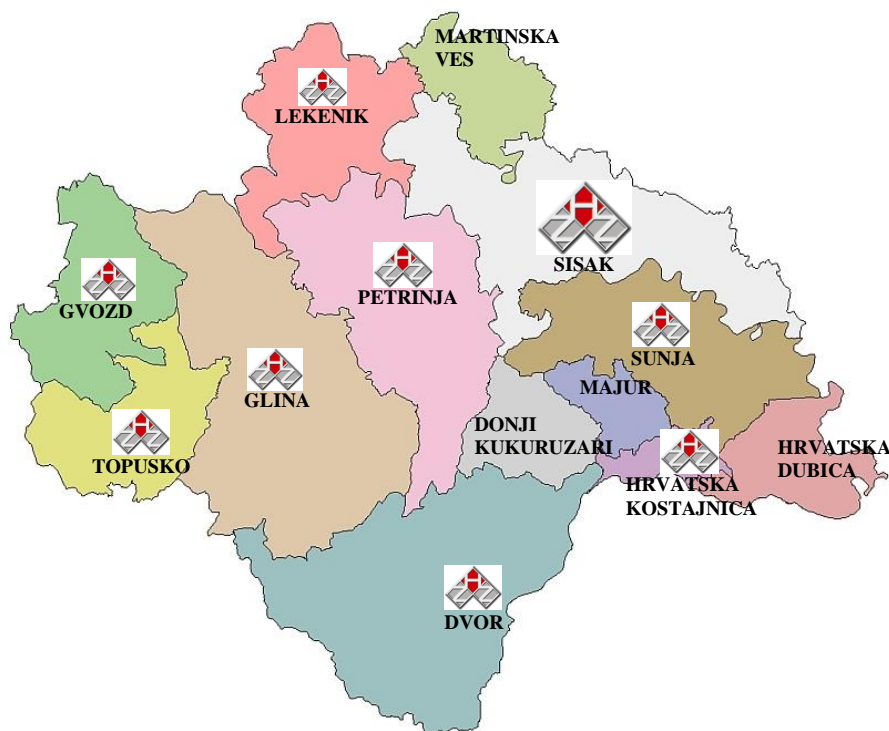 MARTINSKA
VES
LEKENIK
SISAK
PETRINJA
GVOZD
SUNJA
GLINA
MAJUR
DONJI
KUKURUZARI
HRVATSKA
DUBICA
TOPUSKO
HRVATSKA
KOSTAJNICA
DVOR